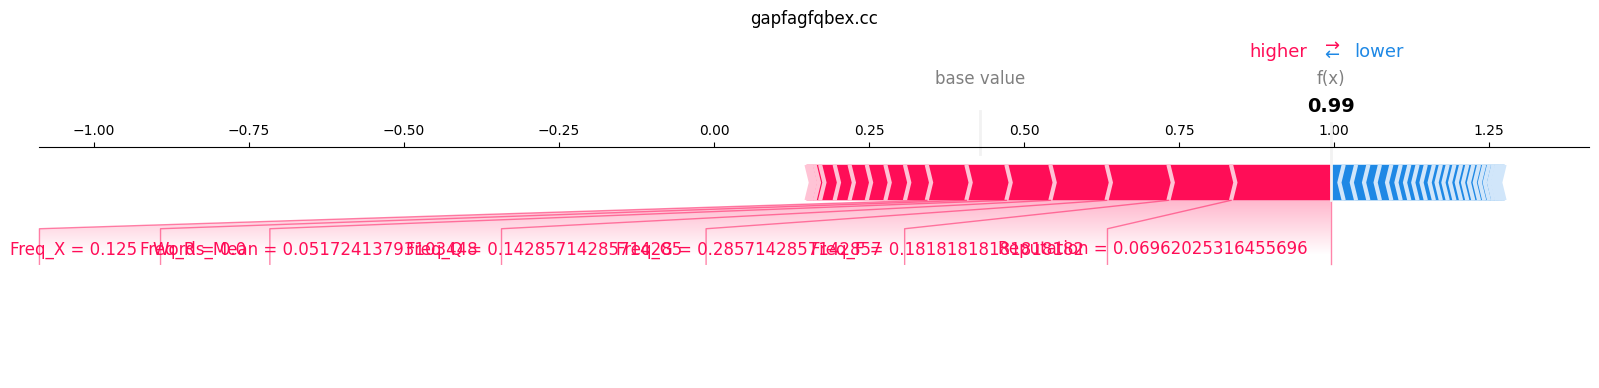 gapfagfqbex.cc
higher ⇄ lower
base value f(x)
0.99
−1.00 −0.75 −0.50 −0.25 0.00 0.25 0.50 0.75 1.00 1.25
Freq_X = 0.125 Freq_R = 0.0 Words_Mean = 0.05172413793103448 Freq_Q = 0.14285714285714285 Freq_G = 0.2857142857142857 Freq_F = 0.18181818181818182 Reputation = 0.06962025316455696